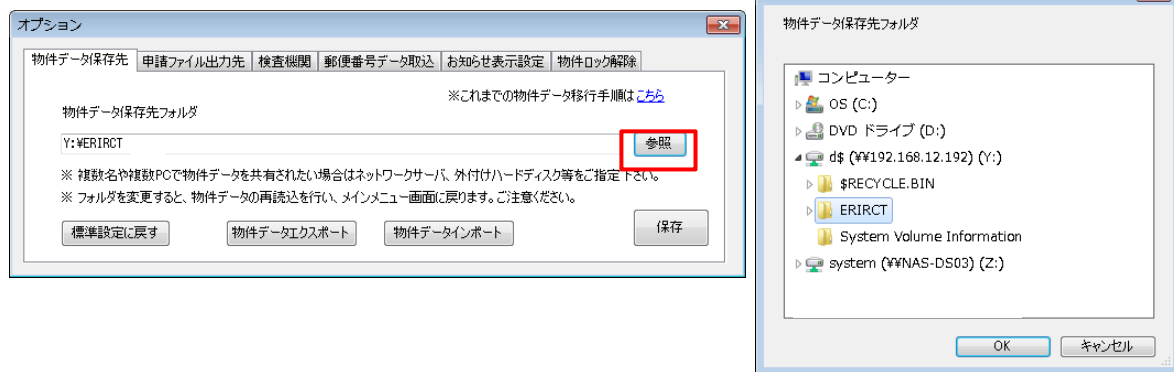 オプション
物件データ保存先 申請ファイル出力先 検査機関 郵便番号データ取込 お知らせ表示設定 物件ロック解除
※これまでの物件データ移行手順はこちら
物件データ保存先フォルダ
Y:¥ERIRCT 参照
※ 複数名や複数PCで物件データを共有されたい場合はネットワークサーバ、外付けハードディスク等をご指定下さい。
※ フォルダを変更すると、物件データの再読込を行い、メインメニュー画面に戻ります。ご注意ください。
標準設定に戻す 物件データエクスポート 物件データインポート 保存
物件データ保存先フォルダ
コンピューター
OS (C:)
DVD ドライブ (D:)
d$ (¥¥192.168.12.192) (Y:)
$RECYCLE.BIN
ERIRCT
System Volume Information
system (¥¥NAS-DS03) (Z:)
OK キャンセル